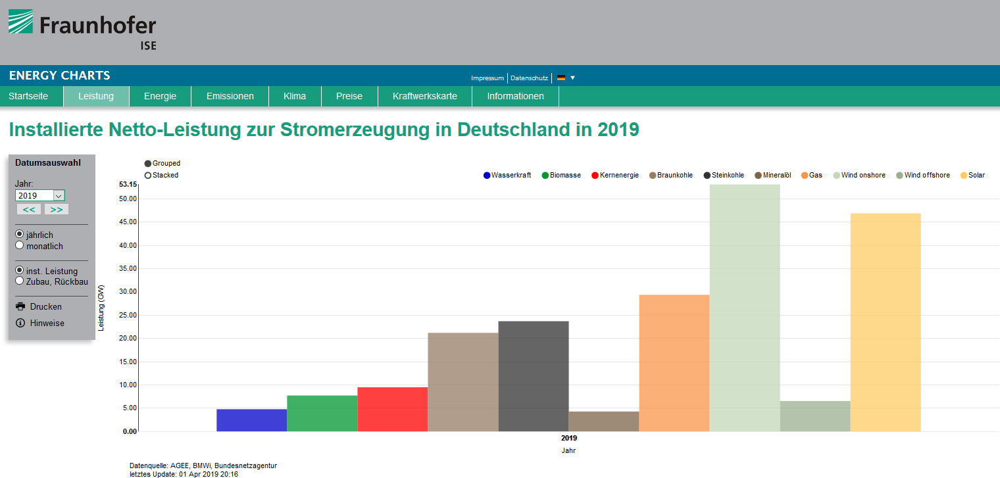 Fraunhofer
ISE
ENERGY CHARTS
Impressum
Datenschutz
Startseite
Leistung
Energie
Emissionen
Klima
Preise
Kraftwerkskarte
Informationen
Installierte Netto-Leistung zur Stromerzeugung in Deutschland in 2019
Datumsauswahl
Jahr:
2019
<< >>
jährlich
monatlich
inst. Leistung
Zubau, Rückbau
Drucken
Hinweise
Grouped
Stacked
Wasserkraft
Biomasse
Kernenergie
Braunkohle
Steinkohle
Mineralöl
Gas
Wind onshore
Wind offshore
Solar
Leistung (GW)
53.15
50.00
45.00
40.00
35.00
30.00
25.00
20.00
15.00
10.00
5.00
0.00
2019
Jahr
Datenquelle: AGEE, BMWi, Bundesnetzagentur
letztes Update: 01 Apr 2019 20:16